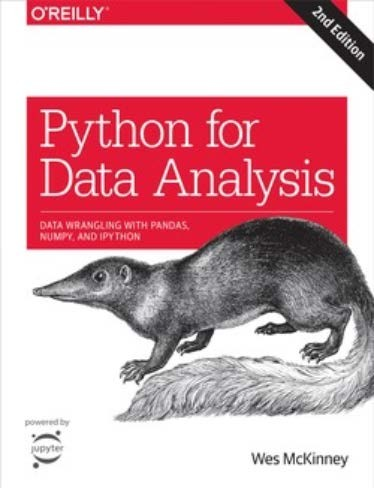 O'REILLY®
2nd Edition
Python for
Data Analysis
DATA WRANGLING WITH PANDAS,
NUMPY, AND IPYTHON
powered by
jupyter
Wes McKinney